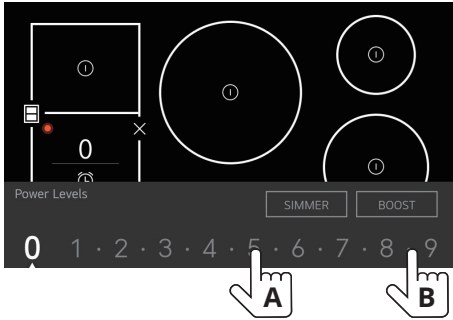 0
Power Levels
SIMMER
BOOST
0 1 · 2 · 3 · 4 · 5 · 6 · 7 · 8 · 9
A
B